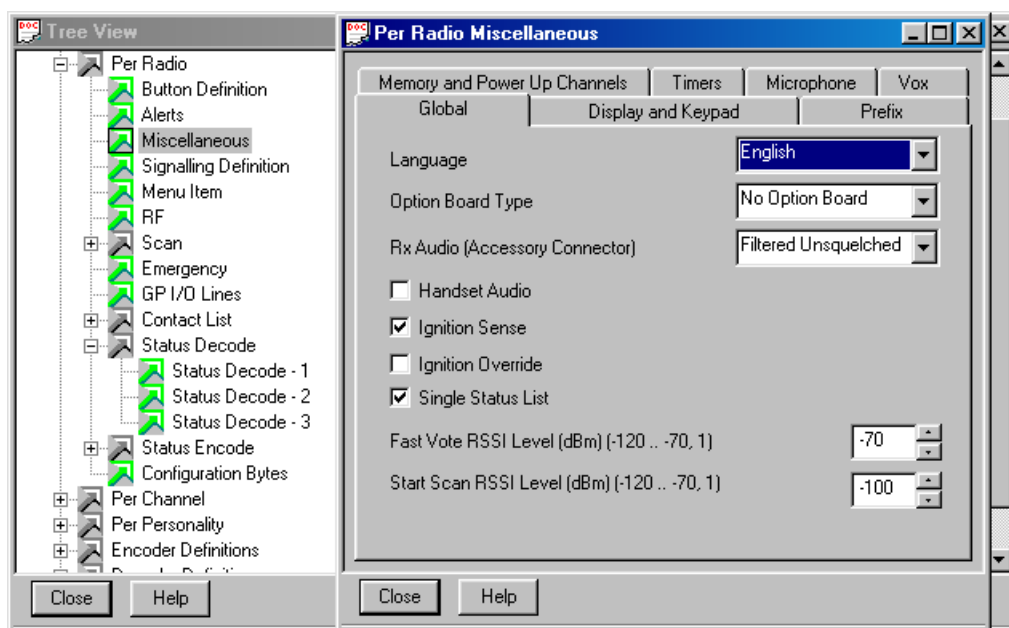 DOC
Tree View
Per Radio
Button Definition
Alerts
Miscellaneous
Signalling Definition
Menu Item
RF
Scan
Emergency
GP I/O Lines
Contact List
Status Decode
Status Decode - 1
Status Decode - 2
Status Decode - 3
Status Encode
Configuration Bytes
Per Channel
Per Personality
Encoder Definitions
Close Help
DOC
Per Radio Miscellaneous
Memory and Power Up Channels Timers Microphone Vox
Global Display and Keypad Prefix
Language English
Option Board Type No Option Board
Rx Audio (Accessory Connector) Filtered Unsquelched
Handset Audio
Ignition Sense
Ignition Override
Single Status List
Fast Vote RSSI Level (dBm) (-120 .. -70, 1) -70
Start Scan RSSI Level (dBm) (-120 .. -70, 1) -100
Close Help